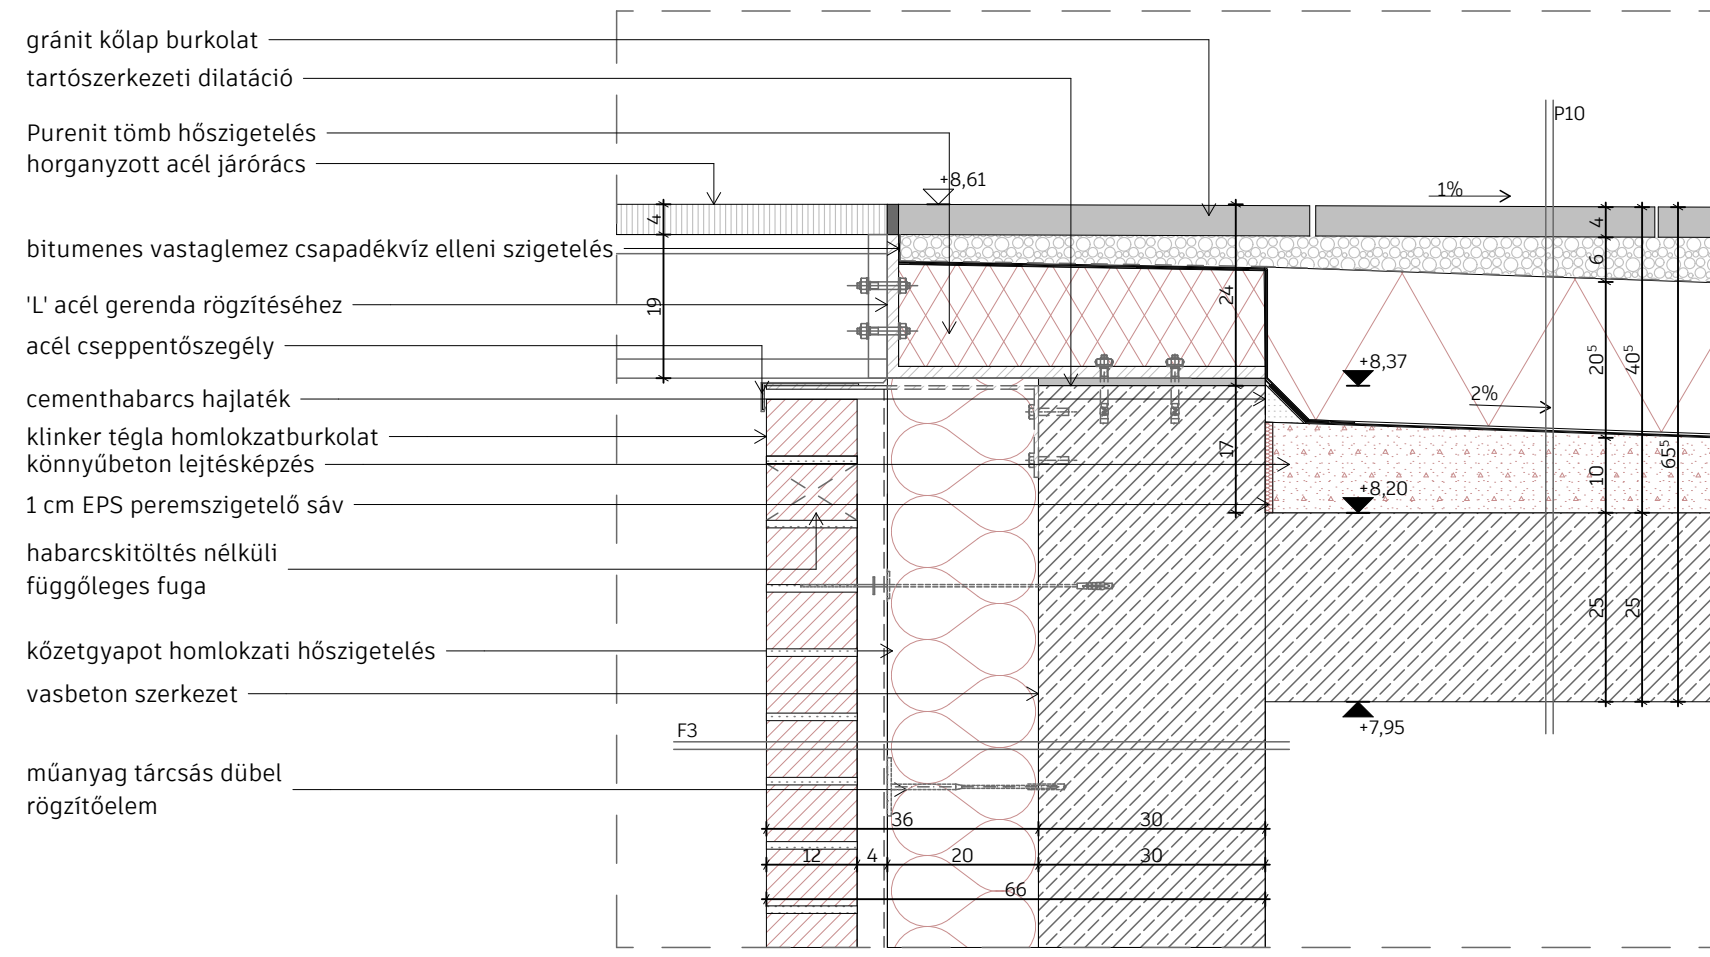 gránit kőlap burkolat
tartószerkezeti dilatáció
Purenit tömb hőszigetelés
horganyzott acél járórács
bitumenes vastaglemez csapadékvíz elleni szigetelés
'L' acél gerenda rögzítéséhez
acél cseppentőszegély
cementhabarcs hajlaték
klinker tégla homlokzatburkolat
könnyűbeton lejtésképzés
1 cm EPS peremszigetelő sáv
habarcskitöltés nélküli
függőleges fuga
kőzetgyapot homlokzati hőszigetelés
vasbeton szerkezet
műanyag tárcsás dübel
rögzítőelem
P10
+8,61
1%
4
19
24
17
4
6
20⁵
40⁵
65⁵
10
25
25
+8,37
2%
+8,20
+7,95
F3
36
30
12
4
20
30
66